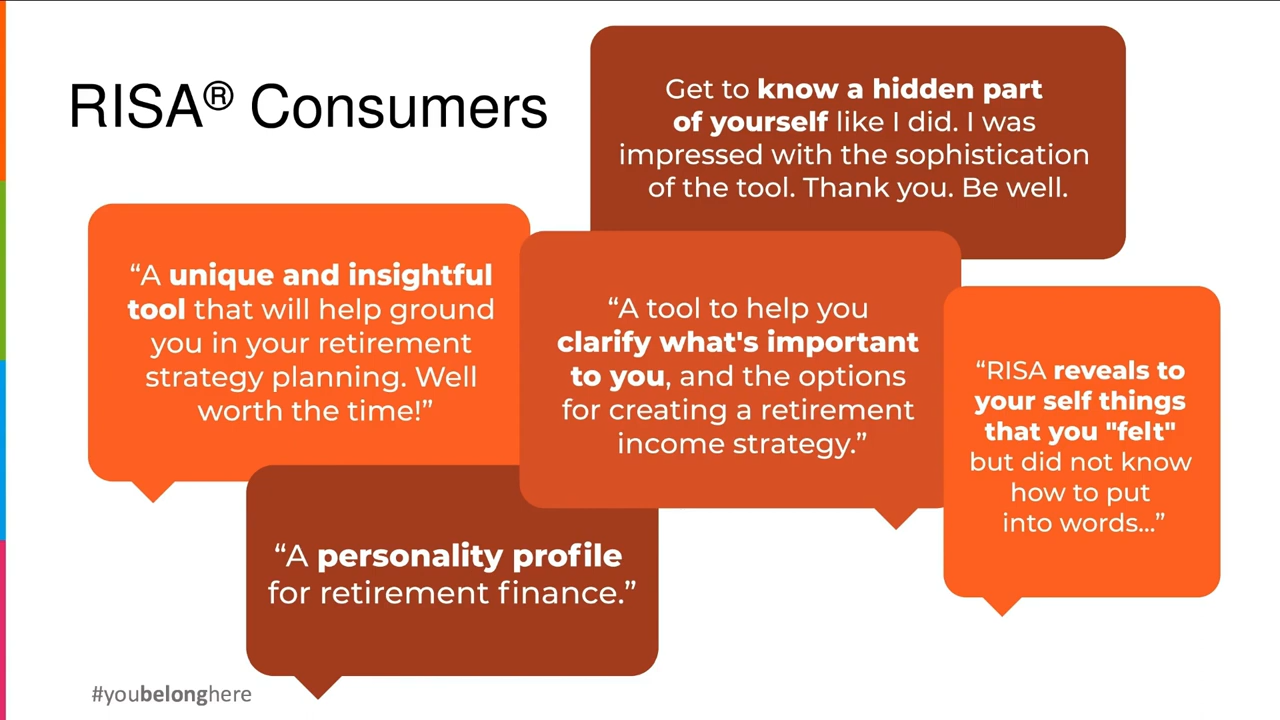 RISA® Consumers
Get to know a hidden part
of yourself like I did. I was
impressed with the sophistication
of the tool. Thank you. Be well.
“A unique and insightful
tool that will help ground
you in your retirement
strategy planning. Well
worth the time!”
“A tool to help you
clarify what's important
to you, and the options
for creating a retirement
income strategy.”
“RISA reveals to
your self things
that you "felt"
but did not know
how to put
into words...”
“A personality profile
for retirement finance.”
#youbelonghere